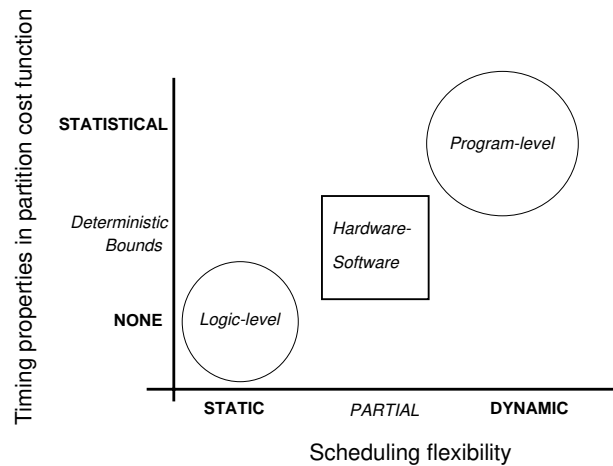 Timing properties in partition cost function
STATISTICAL
Program-level
Deterministic
Bounds
Hardware-
Software
NONE
Logic-level
STATIC
PARTIAL
DYNAMIC
Scheduling flexibility